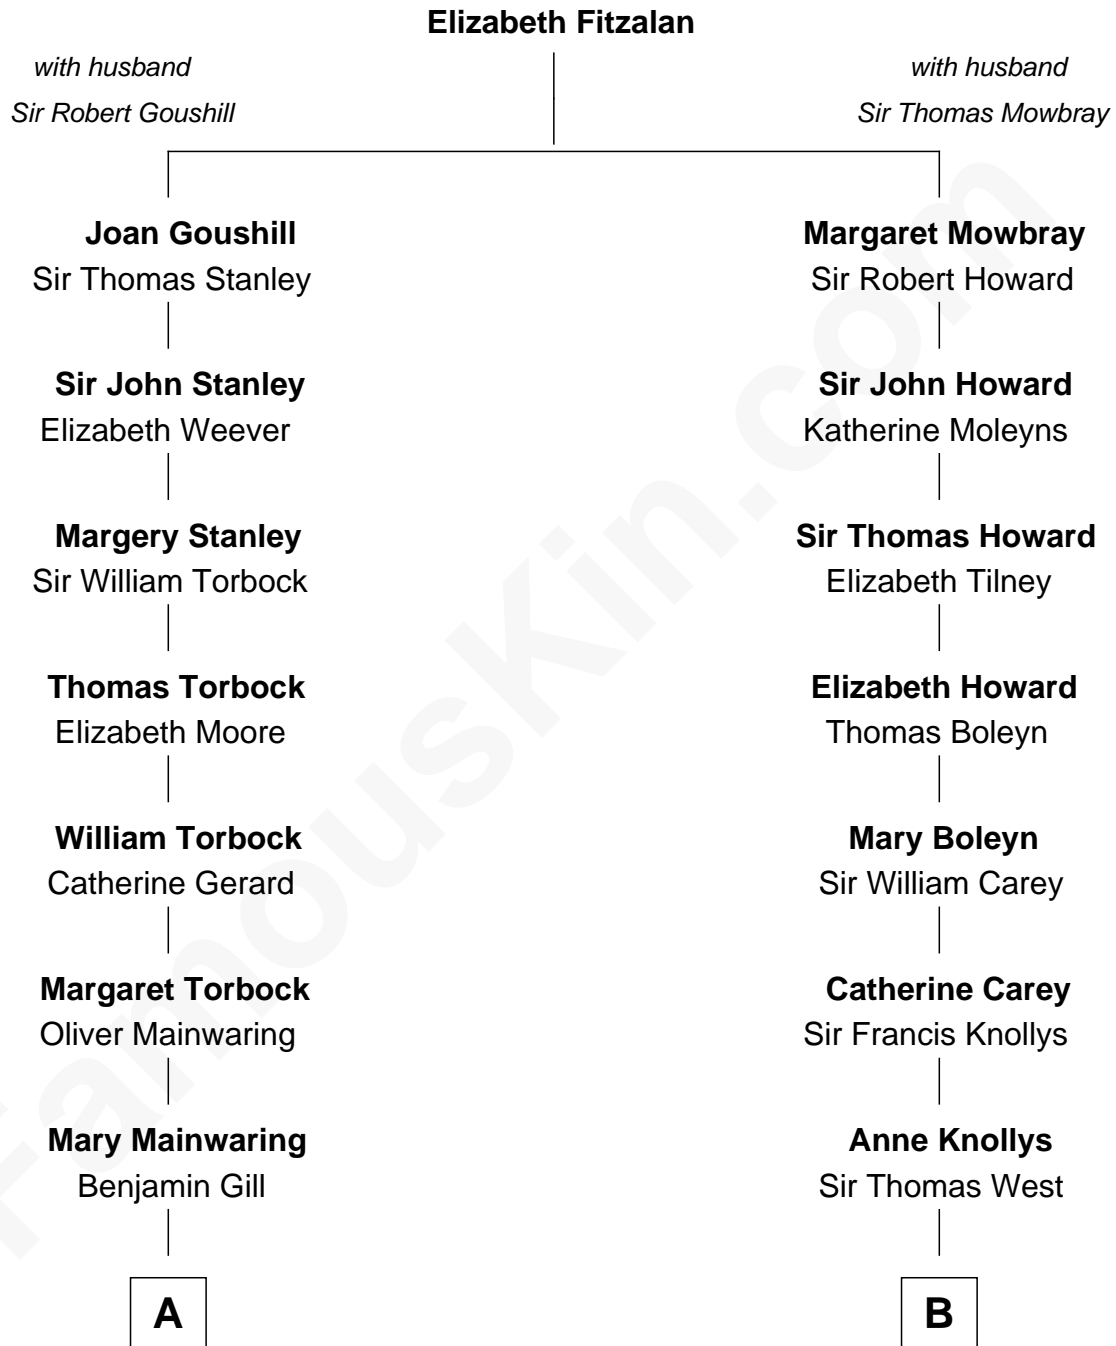 Elizabeth Fitzalan
with husband
Sir Robert Goushill
with husband
Sir Thomas Mowbray
Joan Goushill
Sir Thomas Stanley
Margaret Mowbray
Sir Robert Howard
Sir John Stanley
Elizabeth Weever
Sir John Howard
Katherine Moleyns
Margery Stanley
Sir William Torbock
Sir Thomas Howard
Elizabeth Tilney
Thomas Torbock
Elizabeth Moore
Elizabeth Howard
Thomas Boleyn
William Torbock
Catherine Gerard
Mary Boleyn
Sir William Carey
Margaret Torbock
Oliver Mainwaring
Catherine Carey
Sir Francis Knollys
Mary Mainwaring
Benjamin Gill
Anne Knollys
Sir Thomas West
A
B
FamousKin.com